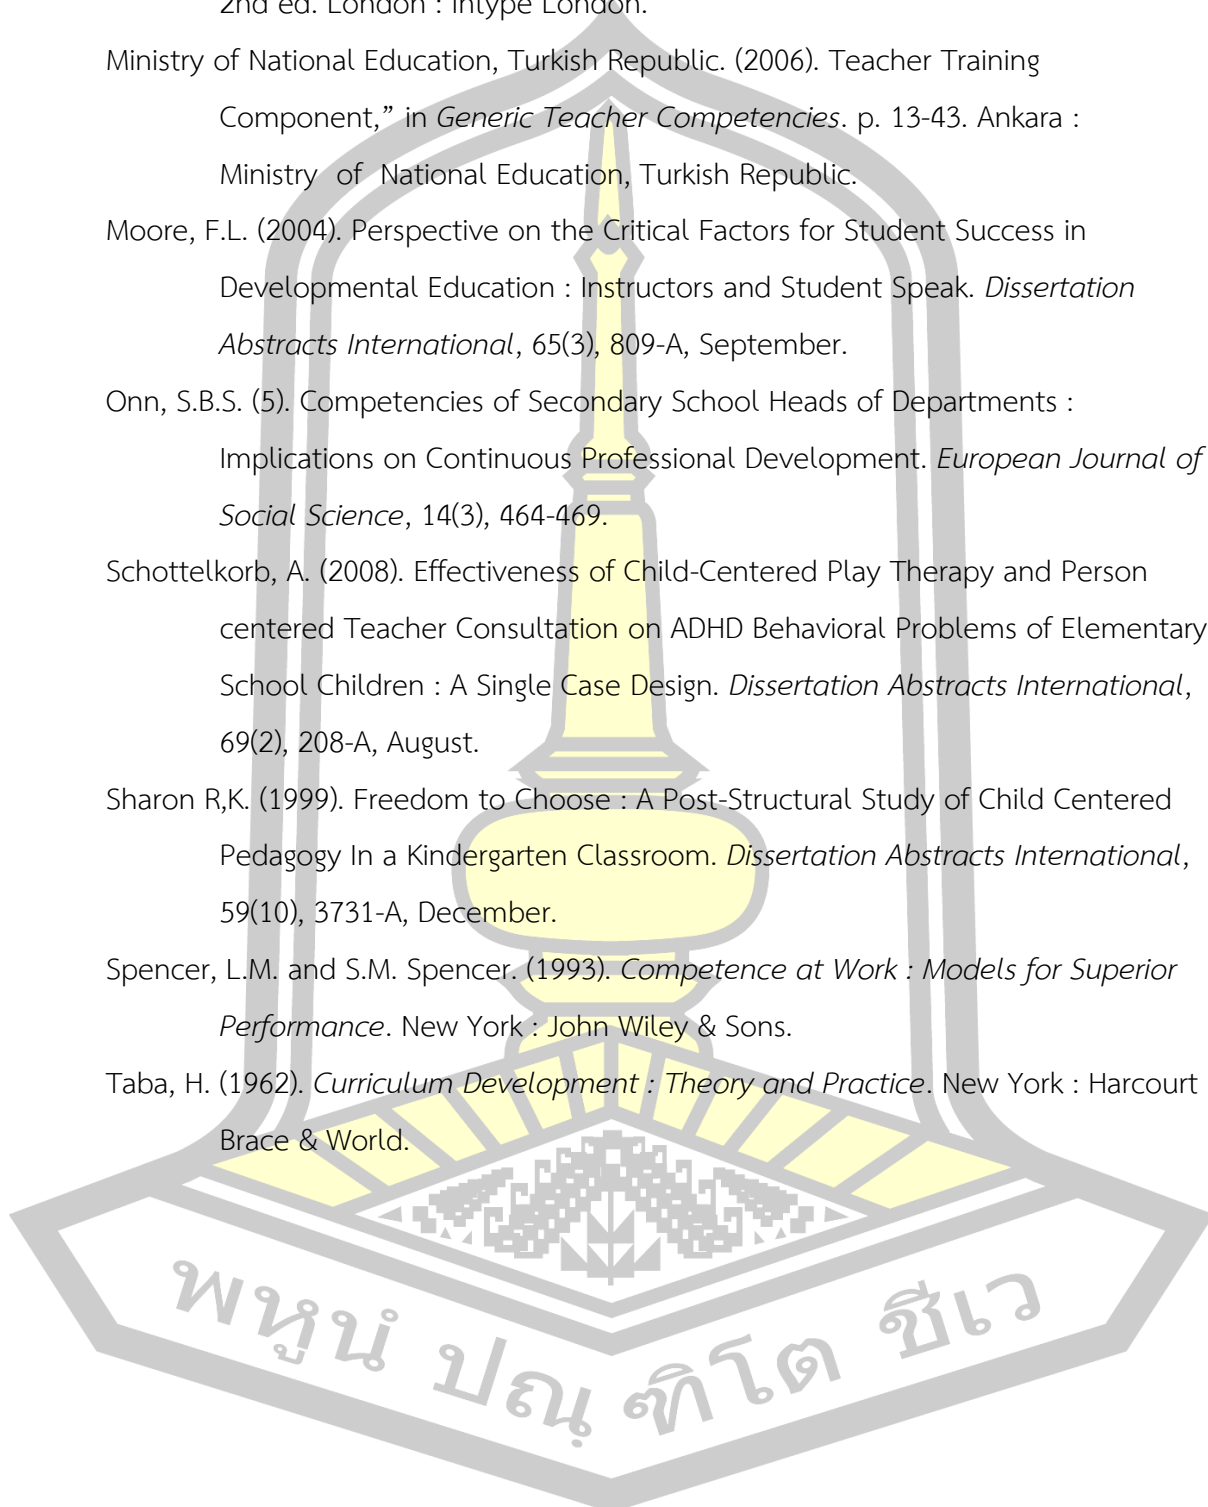 2nd ed. London : Intype London.
Ministry of National Education, Turkish Republic. (2006). Teacher Training
Component,” in Generic Teacher Competencies. p. 13-43. Ankara :
Ministry of National Education, Turkish Republic.
Moore, F.L. (2004). Perspective on the Critical Factors for Student Success in
Developmental Education : Instructors and Student Speak. Dissertation
Abstracts International, 65(3), 809-A, September.
Onn, S.B.S. (5). Competencies of Secondary School Heads of Departments :
Implications on Continuous Professional Development. European Journal of
Social Science, 14(3), 464-469.
Schottelkorb, A. (2008). Effectiveness of Child-Centered Play Therapy and Person
centered Teacher Consultation on ADHD Behavioral Problems of Elementary
School Children : A Single Case Design. Dissertation Abstracts International,
69(2), 208-A, August.
Sharon R,K. (1999). Freedom to Choose : A Post-Structural Study of Child Centered
Pedagogy In a Kindergarten Classroom. Dissertation Abstracts International,
59(10), 3731-A, December.
Spencer, L.M. and S.M. Spencer. (1993). Competence at Work : Models for Superior
Performance. New York : John Wiley & Sons.
Taba, H. (1962). Curriculum Development : Theory and Practice. New York : Harcourt
Brace & World.
พหูนํ ปณฺฑิโต ชีเว